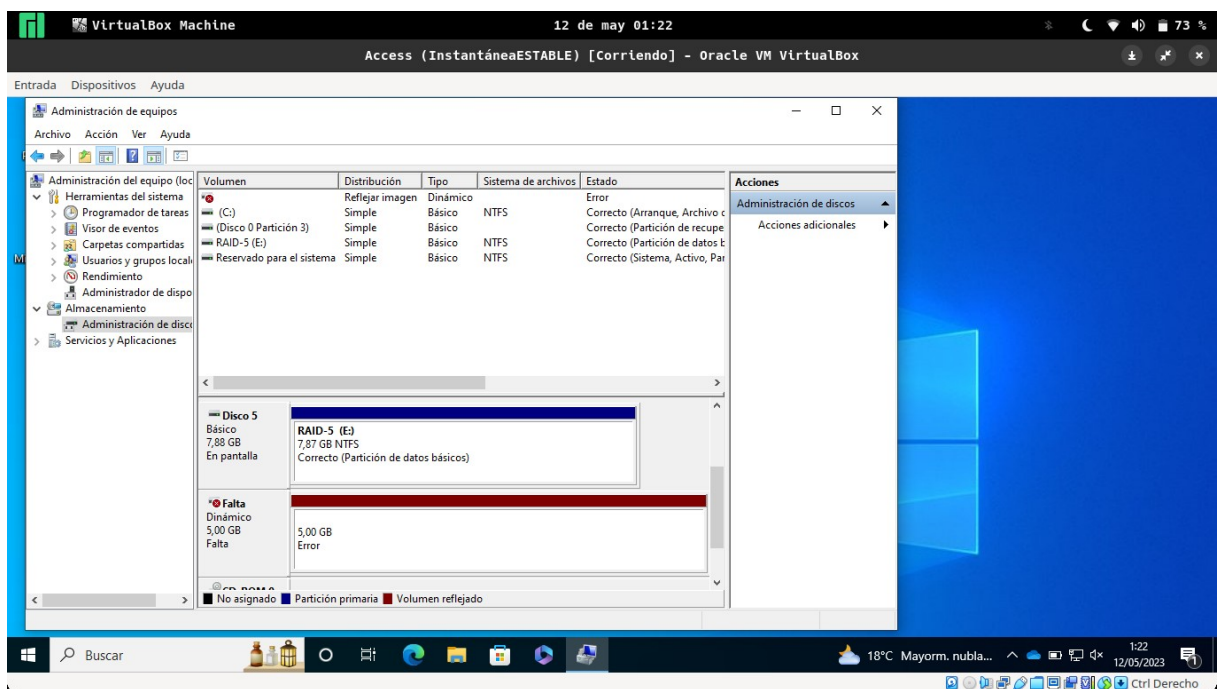 VirtualBox Machine
12 de may 01:22
73 %
Access (InstantáneaESTABLE) [Corriendo] - Oracle VM VirtualBox
Entrada Dispositivos Ayuda
Administración de equipos
Archivo Acción Ver Ayuda
Administración del equipo (loc
Herramientas del sistema
Programador de tareas
Visor de eventos
Carpetas compartidas
Usuarios y grupos local
Rendimiento
Administrador de dispo
Almacenamiento
Administración de disc
Servicios y Aplicaciones
Volumen Distribución Tipo Sistema de archivos Estado
Reflejar imagen Dinámico Error
(C:) Simple Básico NTFS Correcto (Arranque, Archivo d
(Disco 0 Partición 3) Simple Básico Correcto (Partición de recupe
RAID-5 (E:) Simple Básico NTFS Correcto (Partición de datos b
Reservado para el sistema Simple Básico NTFS Correcto (Sistema, Activo, Par
Acciones
Administración de discos
Acciones adicionales
Disco 5
Básico
7,88 GB
En pantalla
RAID-5 (E:)
7,87 GB NTFS
Correcto (Partición de datos básicos)
Falta
Dinámico
5,00 GB
Falta
5,00 GB
Error
No asignado Partición primaria Volumen reflejado
Buscar
18°C Mayorm. nubla...
1:22
12/05/2023
Ctrl Derecho